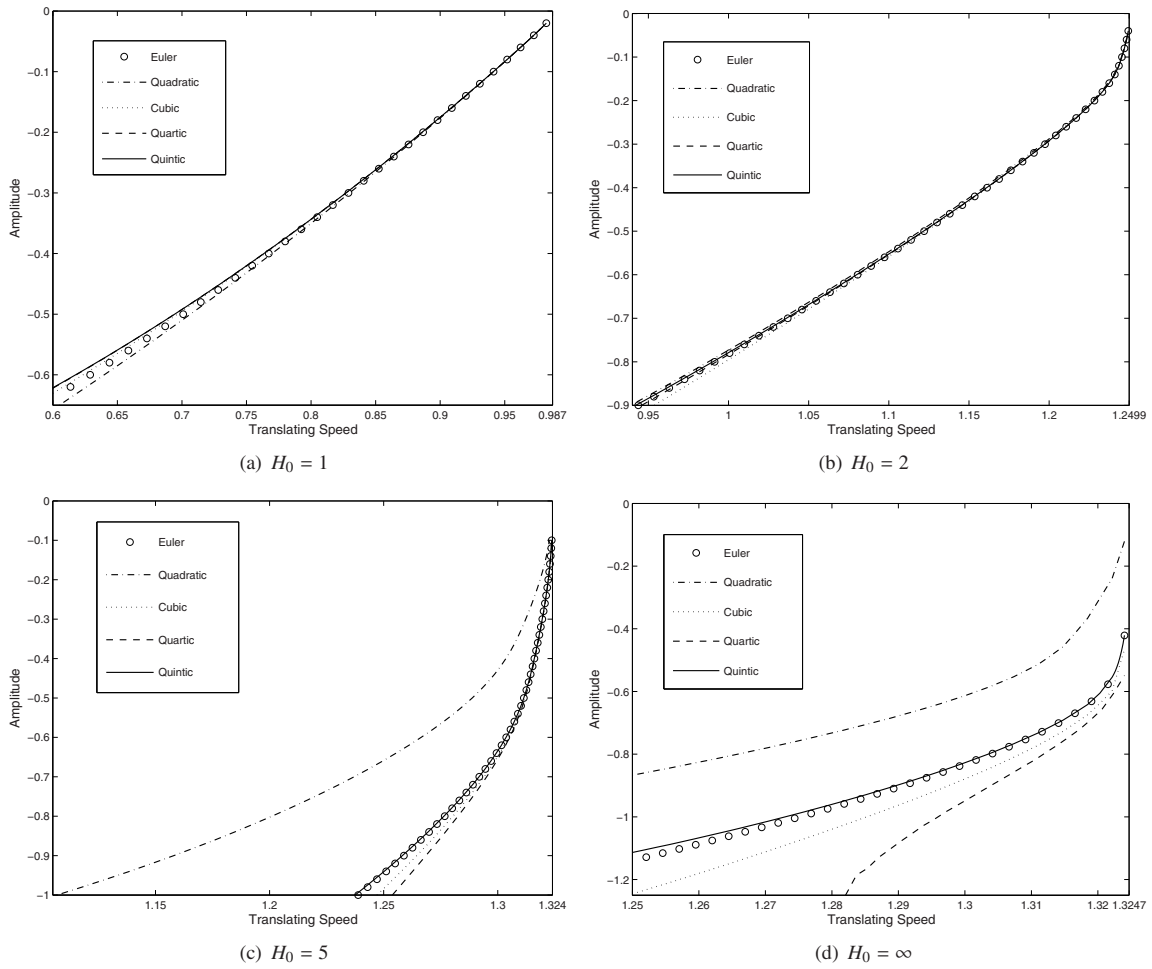 0
−0.1
−0.2
−0.3
−0.4
−0.5
−0.6
Amplitude
Euler
Quadratic
Cubic
Quartic
Quintic
0.6 0.65 0.7 0.75 0.8 0.85 0.9 0.95 0.987
Translating Speed
(a) H₀ = 1
0
−0.1
−0.2
−0.3
−0.4
−0.5
−0.6
−0.7
−0.8
−0.9
Amplitude
Euler
Quadratic
Cubic
Quartic
Quintic
0.95 1 1.05 1.1 1.15 1.2 1.2499
Translating Speed
(b) H₀ = 2
0
−0.1
−0.2
−0.3
−0.4
−0.5
−0.6
−0.7
−0.8
−0.9
−1
Amplitude
Euler
Quadratic
Cubic
Quartic
Quintic
1.15 1.2 1.25 1.3 1.324
Translating Speed
(c) H₀ = 5
0
−0.2
−0.4
−0.6
−0.8
−1
−1.2
Amplitude
Euler
Quadratic
Cubic
Quartic
Quintic
1.25 1.26 1.27 1.28 1.29 1.3 1.31 1.32 1.3247
Translating Speed
(d) H₀ = ∞